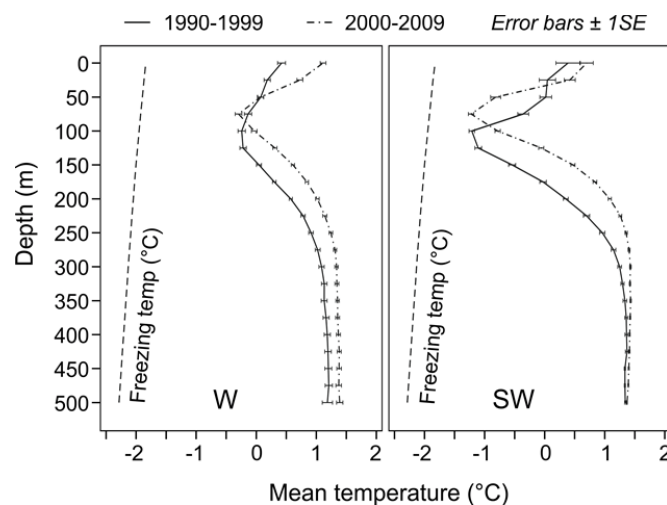 1990-1999 2000-2009 Error bars ± 1SE
0
50
100
150
200
250
300
350
400
450
500
Depth (m)
Freezing temp (°C)
W
Freezing temp (°C)
SW
-2 -1 0 1 2 -2 -1 0 1 2
Mean temperature (°C)